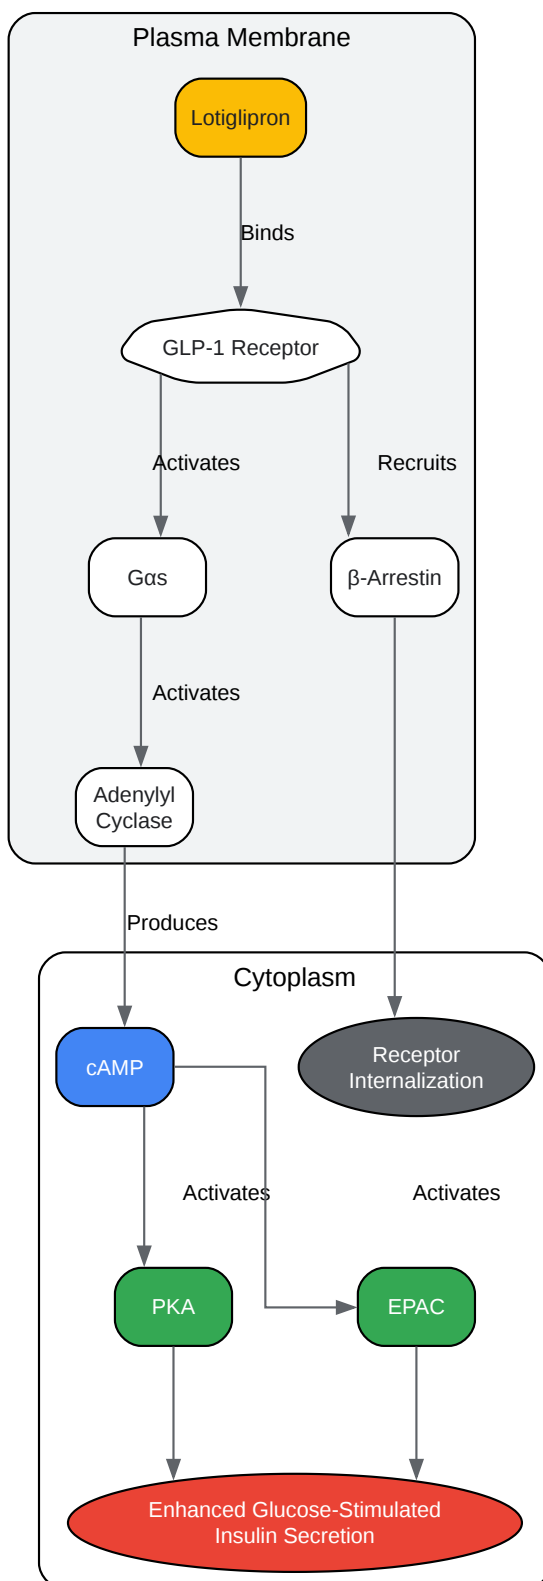 Plasma Membrane
Lotiglipron
Binds
GLP-1 Receptor
Activates
Recruits
Gαs
β-Arrestin
Activates
Adenylyl
Cyclase
Produces
Cytoplasm
cAMP
Receptor
Internalization
Activates
Activates
PKA
EPAC
Enhanced Glucose-Stimulated
Insulin Secretion